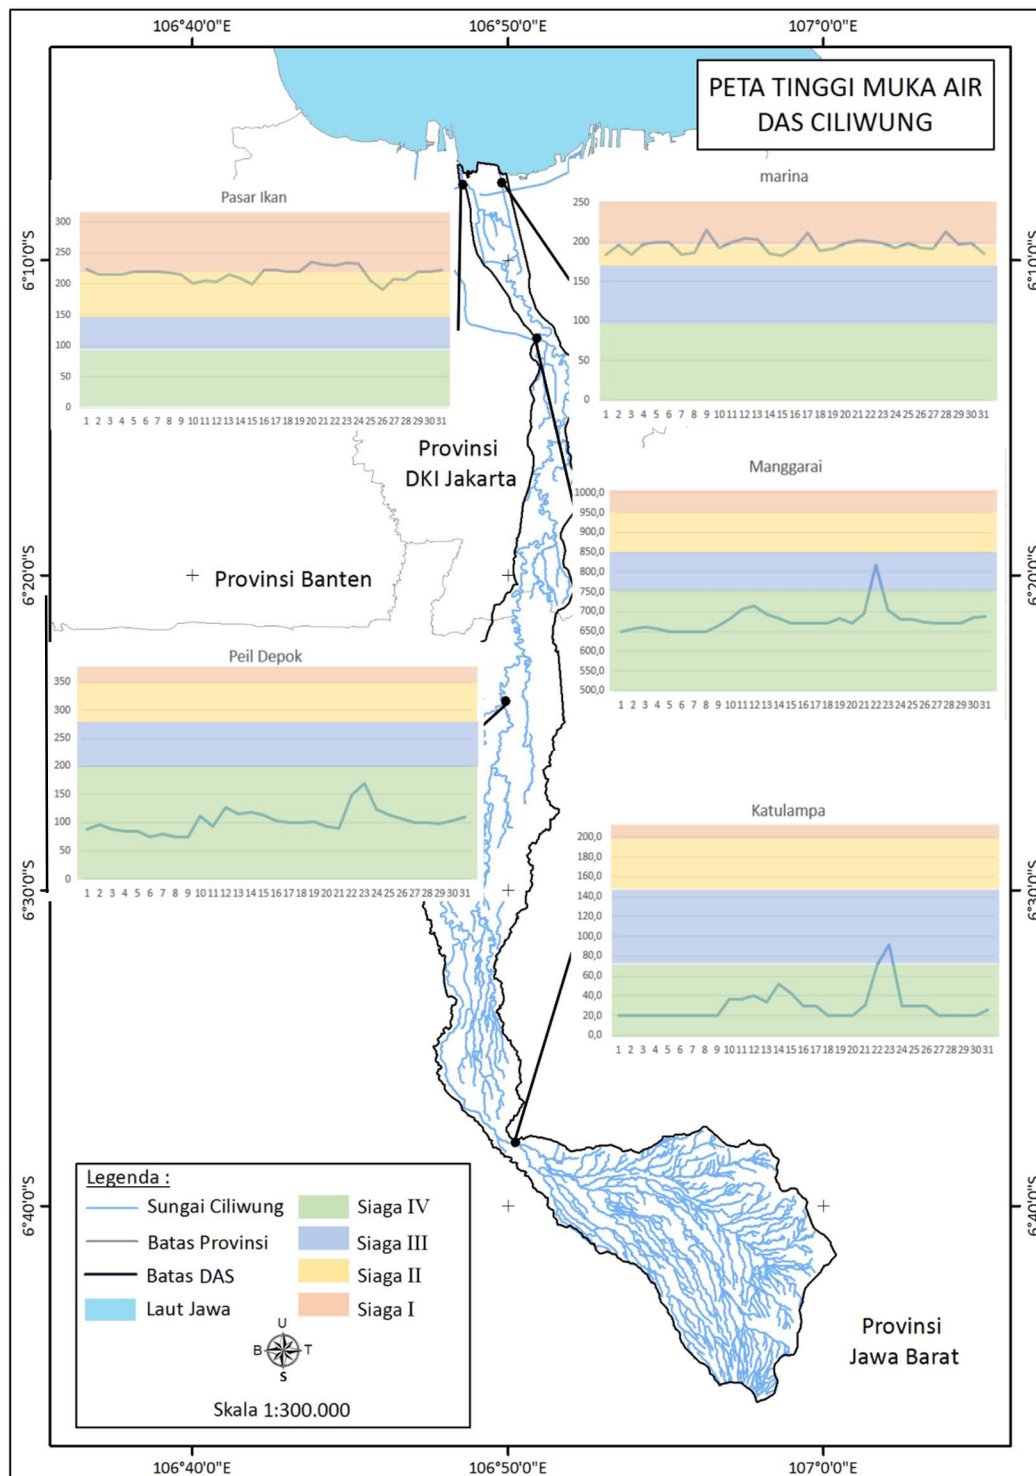 106°40'0"E 106°50'0"E 107°0'0"E
PETA TINGGI MUKA AIR
DAS CILIWUNG
Pasar Ikan
300
250
200
150
100
50
0
1 2 3 4 5 6 7 8 9 10 11 12 13 14 15 16 17 18 19 20 21 22 23 24 25 26 27 28 29 30 31
marina
250
200
150
100
50
0
1 2 3 4 5 6 7 8 9 10 11 12 13 14 15 16 17 18 19 20 21 22 23 24 25 26 27 28 29 30 31
6°10'0"S 6°10'0"S
Provinsi
DKI Jakarta
Manggarai
1000,0
950,0
900,0
850,0
800,0
750,0
700,0
650,0
600,0
550,0
500,0
1 2 3 4 5 6 7 8 9 10 11 12 13 14 15 16 17 18 19 20 21 22 23 24 25 26 27 28 29 30 31
6°20'0"S 6°20'0"S
Provinsi Banten
Peil Depok
350
300
250
200
150
100
50
0
1 2 3 4 5 6 7 8 9 10 11 12 13 14 15 16 17 18 19 20 21 22 23 24 25 26 27 28 29 30 31
Katulampa
200,0
180,0
160,0
140,0
120,0
100,0
80,0
60,0
40,0
20,0
0,0
1 2 3 4 5 6 7 8 9 10 11 12 13 14 15 16 17 18 19 20 21 22 23 24 25 26 27 28 29 30 31
6°30'0"S 6°30'0"S
6°40'0"S 6°40'0"S
Legenda :
Sungai Ciliwung Siaga IV
Batas Provinsi Siaga III
Batas DAS Siaga II
Laut Jawa Siaga I
U
B T
S
Skala 1:300.000
Provinsi
Jawa Barat
106°40'0"E 106°50'0"E 107°0'0"E